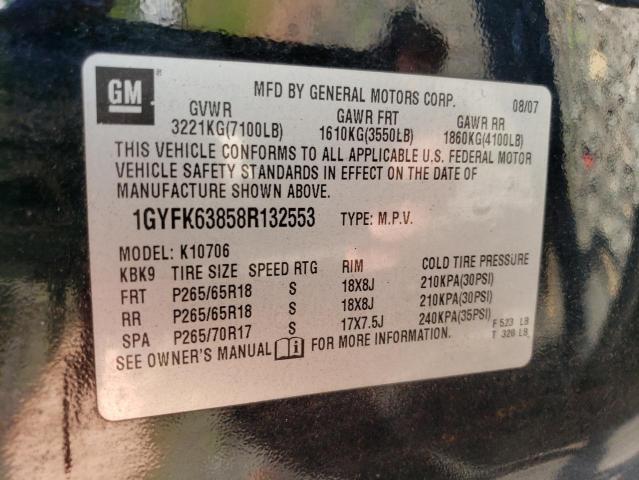 GM
MFD BY GENERAL MOTORS CORP. 08/07
GVWR GAWR FRT GAWR RR
3221KG(7100LB) 1610KG(3550LB) 1860KG(4100LB)
THIS VEHICLE CONFORMS TO ALL APPLICABLE U.S. FEDERAL MOTOR
VEHICLE SAFETY STANDARDS IN EFFECT ON THE DATE OF
MANUFACTURE SHOWN ABOVE.
1GYFK63858R132553 TYPE: M.P.V.
MODEL: K10706
KBK9 TIRE SIZE SPEED RTG RIM COLD TIRE PRESSURE
FRT P265/65R18 S 18X8J 210KPA(30PSI)
RR P265/65R18 S 18X8J 210KPA(30PSI)
SPA P265/70R17 S 17X7.5J 240KPA(35PSI) F 523 LB
SEE OWNER'S MANUAL i FOR MORE INFORMATION. T 320 LB